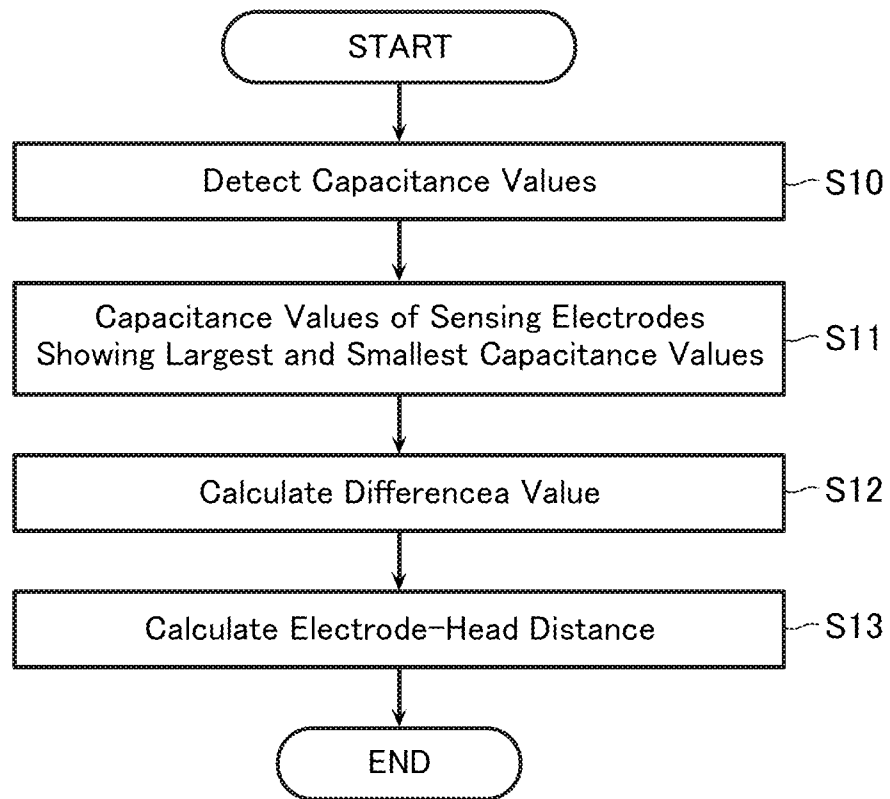 START
Detect Capacitance Values
S10
Capacitance Values of Sensing Electrodes
Showing Largest and Smallest Capacitance Values
S11
Calculate Differencea Value
S12
Calculate Electrode-Head Distance
S13
END